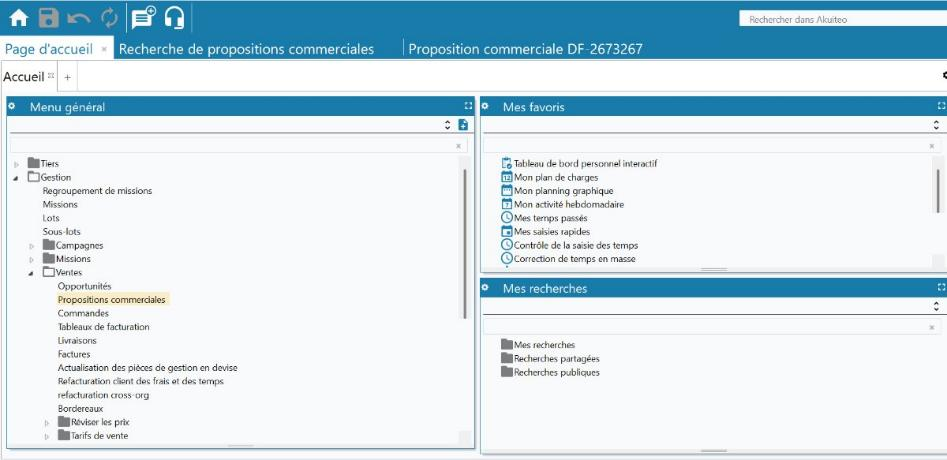 Rechercher dans Akuiteo
Page d'accueil × Recherche de propositions commerciales Proposition commerciale DF-2673267
Accueil +
Menu général
Tiers
Gestion
Regroupement de missions
Missions
Lots
Sous-lots
Campagnes
Missions
Ventes
Opportunités
Propositions commerciales
Commandes
Tableaux de facturation
Livraisons
Factures
Actualisation des pièces de gestion en devise
Refacturation client des frais et des temps
refacturation cross-org
Bordereaux
Réviser les prix
Tarifs de vente
Mes favoris
Tableau de bord personnel interactif
12 Mon plan de charges
Mon planning graphique
7 Mon activité hebdomadaire
Mes temps passés
Mes saisies rapides
Contrôle de la saisie des temps
Correction de temps en masse
Mes recherches
Mes recherches
Recherches partagées
Recherches publiques